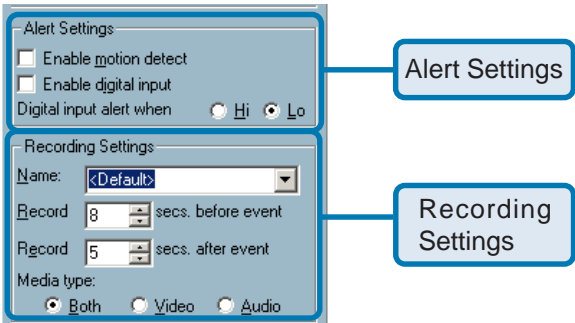 Alert Settings
Enable motion detect
Enable digital input
Digital input alert when Hi Lo
Recording Settings
Name: <Default>
Record 8 secs. before event
Record 5 secs. after event
Media type:
Both Video Audio
Alert Settings
Recording
Settings